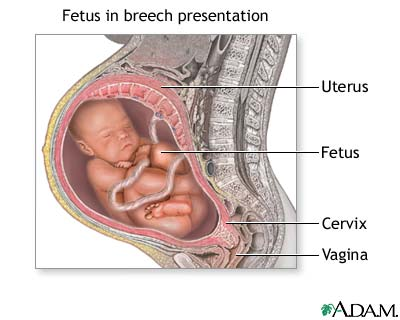 Fetus in breech presentation
Uterus
Fetus
Cervix
Vagina
A.D.A.M.